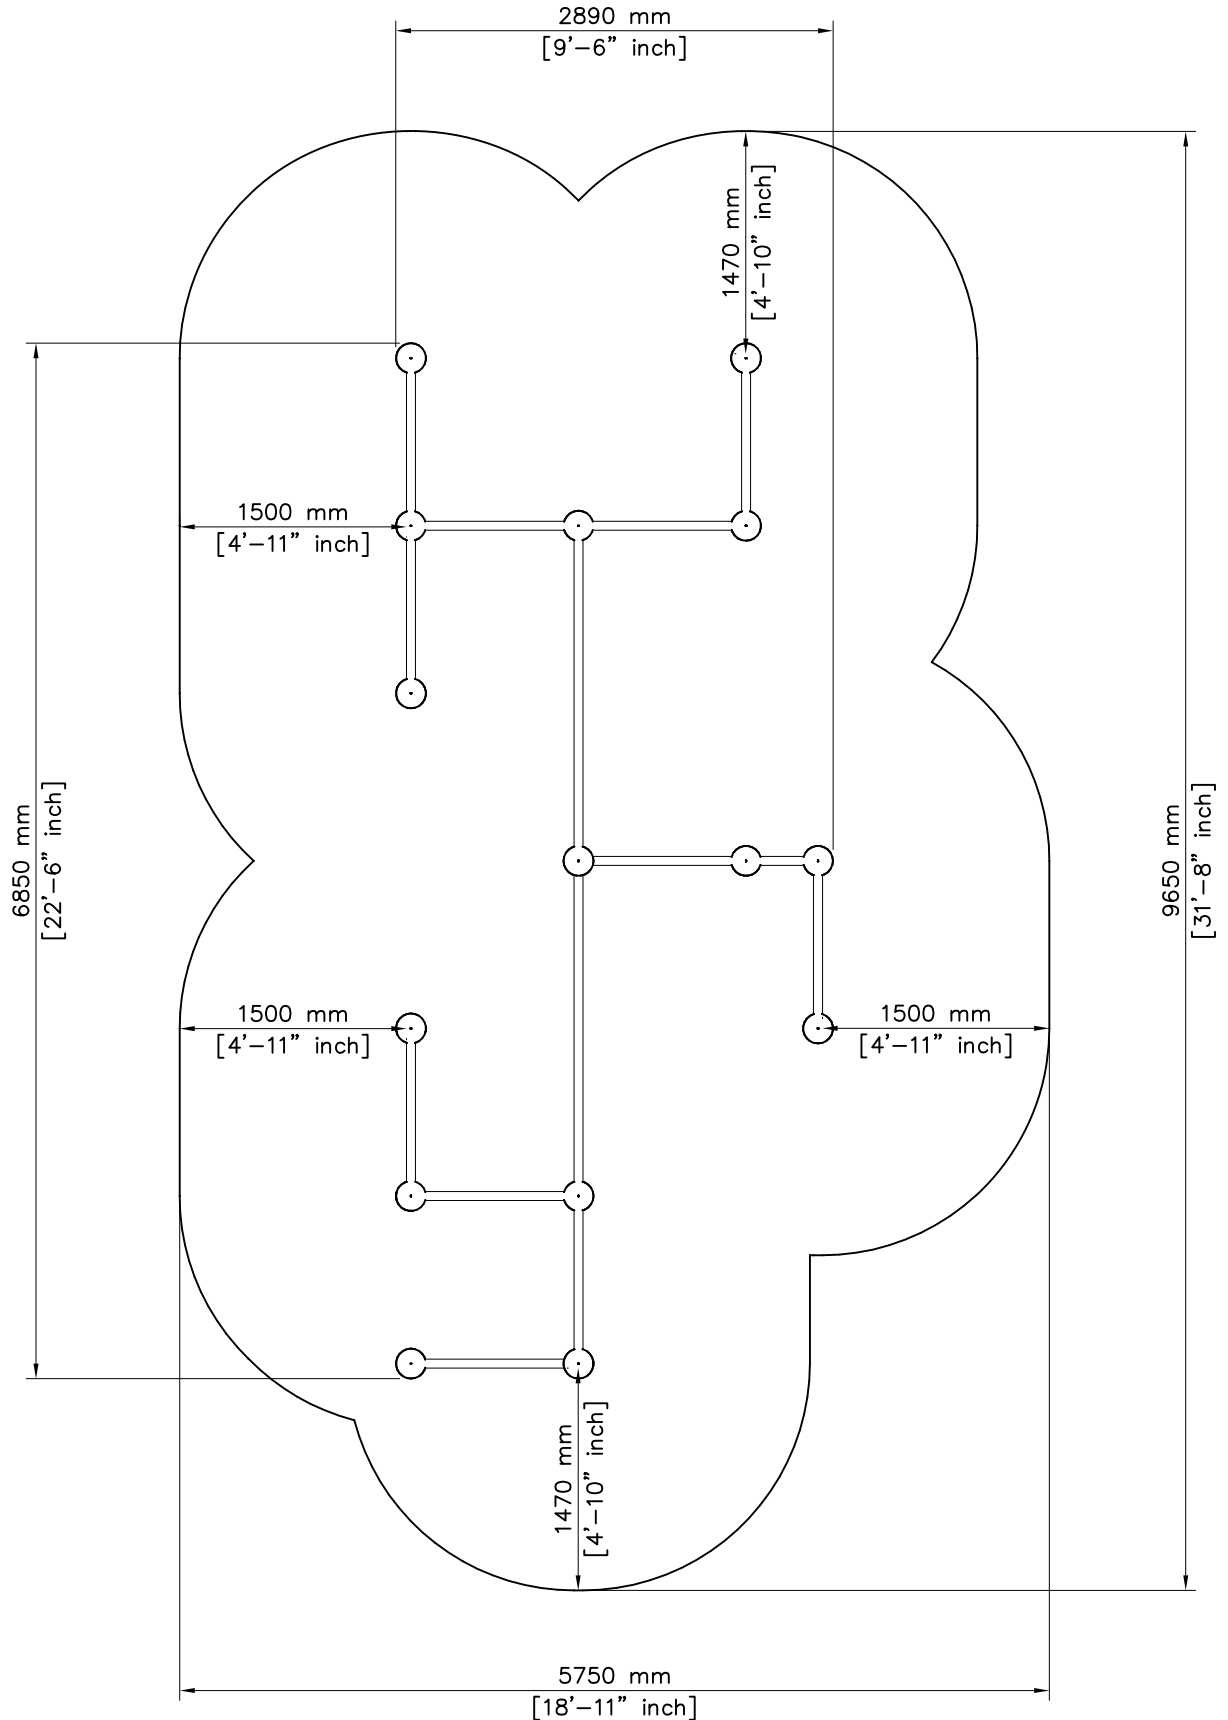 2890 mm
[9'–6" inch]
1470 mm
[4'–10" inch]
1500 mm
[4'–11" inch]
6850 mm
[22'–6" inch]
9650 mm
[31'–8" inch]
1500 mm
[4'–11" inch]
1500 mm
[4'–11" inch]
1470 mm
[4'–10" inch]
5750 mm
[18'–11" inch]